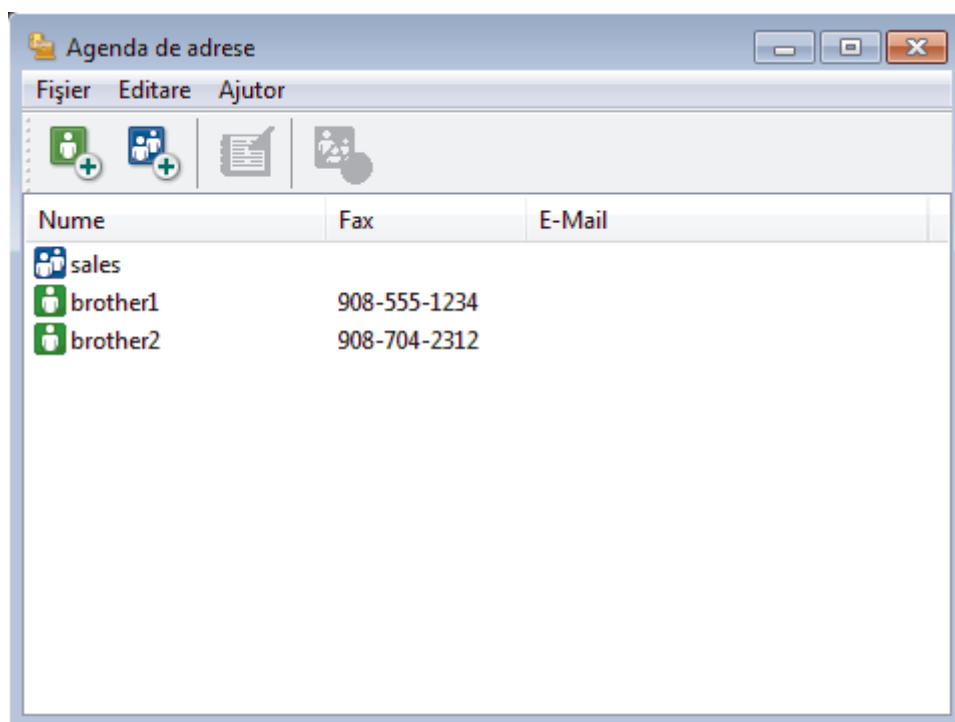 Agenda de adrese
Fişier Editare Ajutor
Nume Fax E-Mail
sales
brother1 908-555-1234
brother2 908-704-2312